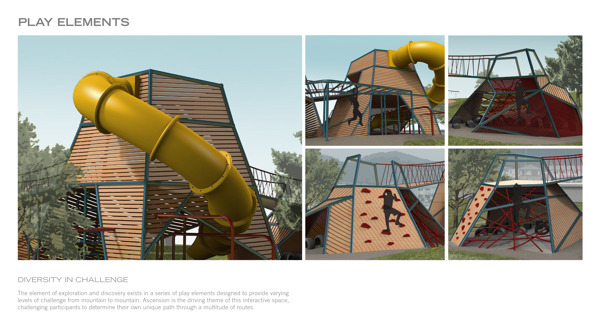 PLAY ELEMENTS
DIVERSITY IN CHALLENGE
The element of exploration and discovery exists in a series of play elements designed to provide varying
levels of challenge from mountain to mountain. Ascension is the driving theme of this interactive space,
challenging participants to determine their own unique path through a multitude of routes.